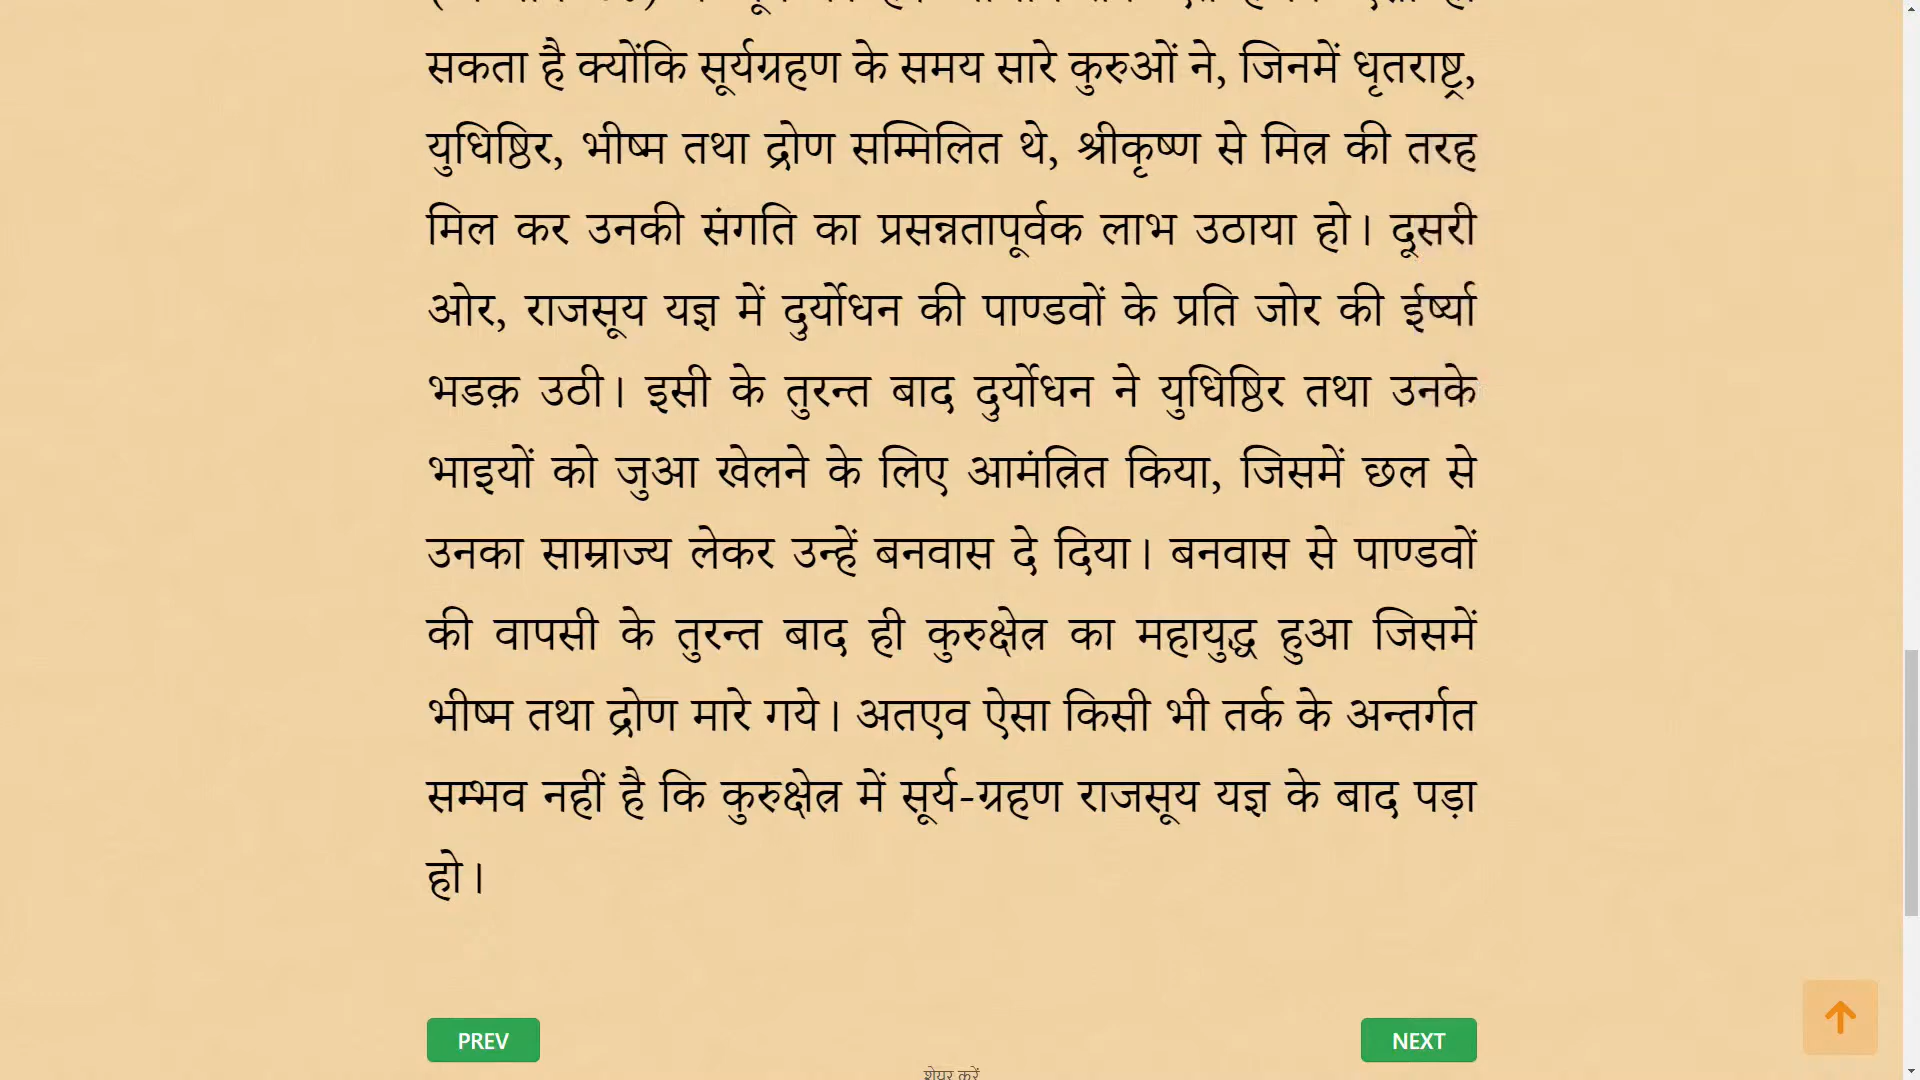 सकता है क्योंकि सूर्यग्रहण के समय सारे कुरुओं ने, जिनमें धृतराष्ट्र,
युधिष्ठिर, भीष्म तथा द्रोण सम्मिलित थे, श्रीकृष्ण से मित्र की तरह
मिल कर उनकी संगति का प्रसन्नतापूर्वक लाभ उठाया हो। दूसरी
ओर, राजसूय यज्ञ में दुर्योधन की पाण्डवों के प्रति जोर की ईर्ष्या
भडक़ उठी। इसी के तुरन्त बाद दुर्योधन ने युधिष्ठिर तथा उनके
भाइयों को जुआ खेलने के लिए आमंत्रित किया, जिसमें छल से
उनका साम्राज्य लेकर उन्हें बनवास दे दिया। बनवास से पाण्डवों
की वापसी के तुरन्त बाद ही कुरुक्षेत्र का महायुद्ध हुआ जिसमें
भीष्म तथा द्रोण मारे गये। अतएव ऐसा किसी भी तर्क के अन्तर्गत
सम्भव नहीं है कि कुरुक्षेत्र में सूर्य-ग्रहण राजसूय यज्ञ के बाद पड़ा
हो।
PREV
NEXT
शेयर करें